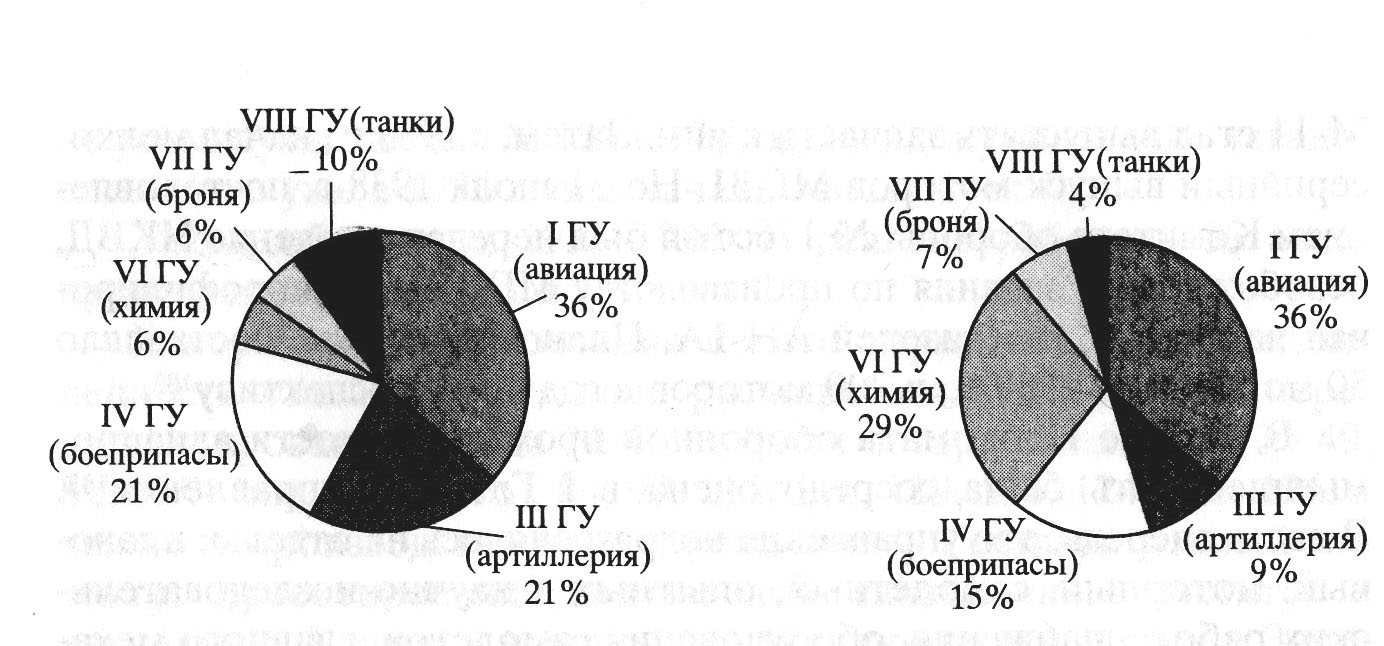 VIII ГУ(танки)
_10%
VII ГУ
(броня)
6%
VI ГУ
(химия)
6%
IV ГУ
(боеприпасы)
21%
I ГУ
(авиация)
36%
III ГУ
(артиллерия)
21%
VIII ГУ(танки)
4%
VII ГУ
(броня)
7%
VI ГУ
(химия)
29%
IV ГУ
(боеприпасы)
15%
I ГУ
(авиация)
36%
III ГУ
(артиллерия)
9%